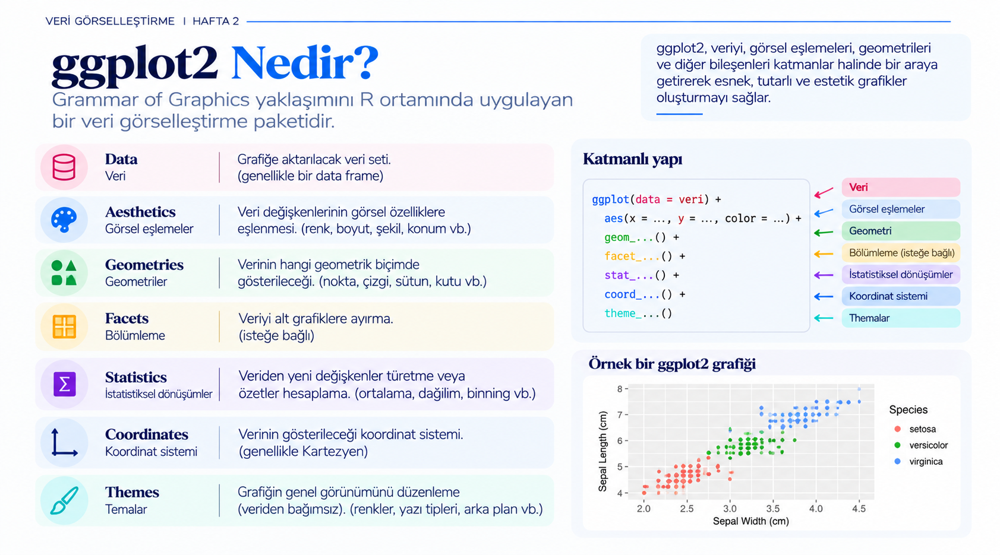 VERİ GÖRSELLEŞTİRME | HAFTA 2
ggplot2 Nedir?
Grammar of Graphics yaklaşımını R ortamında uygulayan
bir veri görselleştirme paketidir.
ggplot2, veriyi, görsel eşlemeleri, geometrileri
ve diğer bileşenleri katmanlar halinde bir araya
getirerek esnek, tutarlı ve estetik grafikler
oluşturmayı sağlar.
Data
Veri
Grafiğe aktarılacak veri seti.
(genellikle bir data frame)
Aesthetics
Görsel eşlemeler
Veri değişkenlerinin görsel özelliklere
eşlenmesi. (renk, boyut, şekil, konum vb.)
Geometries
Geometriler
Verinin hangi geometrik biçimde
gösterileceği. (nokta, çizgi, sütun, kutu vb.)
Facets
Bölümleme
Veriyi alt grafiklere ayırma.
(isteğe bağlı)
Statistics
İstatistiksel dönüşümler
Veriden yeni değişkenler türetme veya
özetler hesaplama. (ortalama, dağilim, binning vb.)
Coordinates
Koordinat sistemi
Verinin gösterileceği koordinat sistemi.
(genellikle Kartezyen)
Themes
Temalar
Grafiğin genel görünümünü düzenleme
(veriden bağımsız). (renkler, yazı tipleri, arka plan vb.)
Katmanlı yapı
ggplot(data = veri) +
aes(x = ..., y = ..., color = ...) +
geom_...() +
facet_...() +
stat_...() +
coord_...() +
theme_...()
Veri
Görsel eşlemeler
Geometri
Bölümleme (isteğe bağlı)
İstatistiksel dönüşümler
Koordinat sistemi
Themalar
Örnek bir ggplot2 grafiği
Sepal Length (cm)
8
7
6
5
4
2.0 2.5 3.0 3.5 4.0 4.5
Sepal Width (cm)
Species
setosa
versicolor
virginica